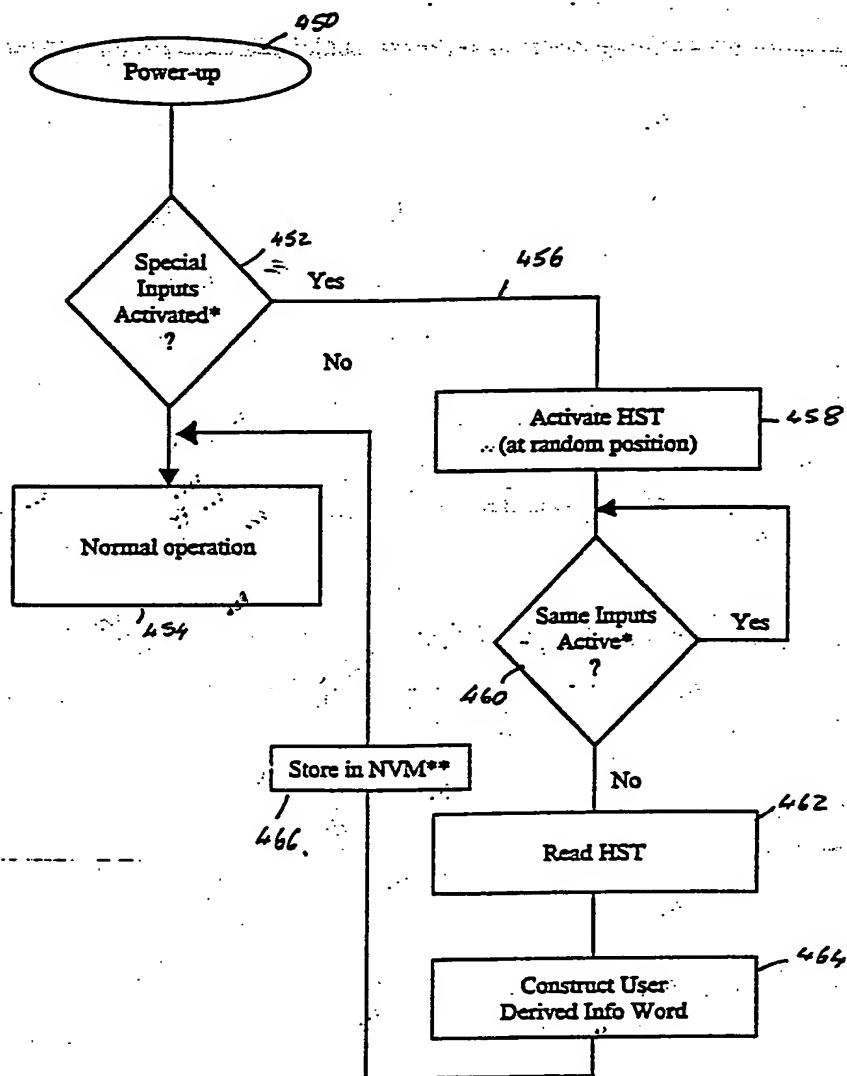 450
Power-up
452
Special
Inputs
Activated*
?
Yes
456
No
Activate HST
(at random position)
458
Normal operation
454
Same Inputs
Active*
?
Yes
460
No
Store in NVM**
466.
462
Read HST
464
Construct User
Derived Info Word